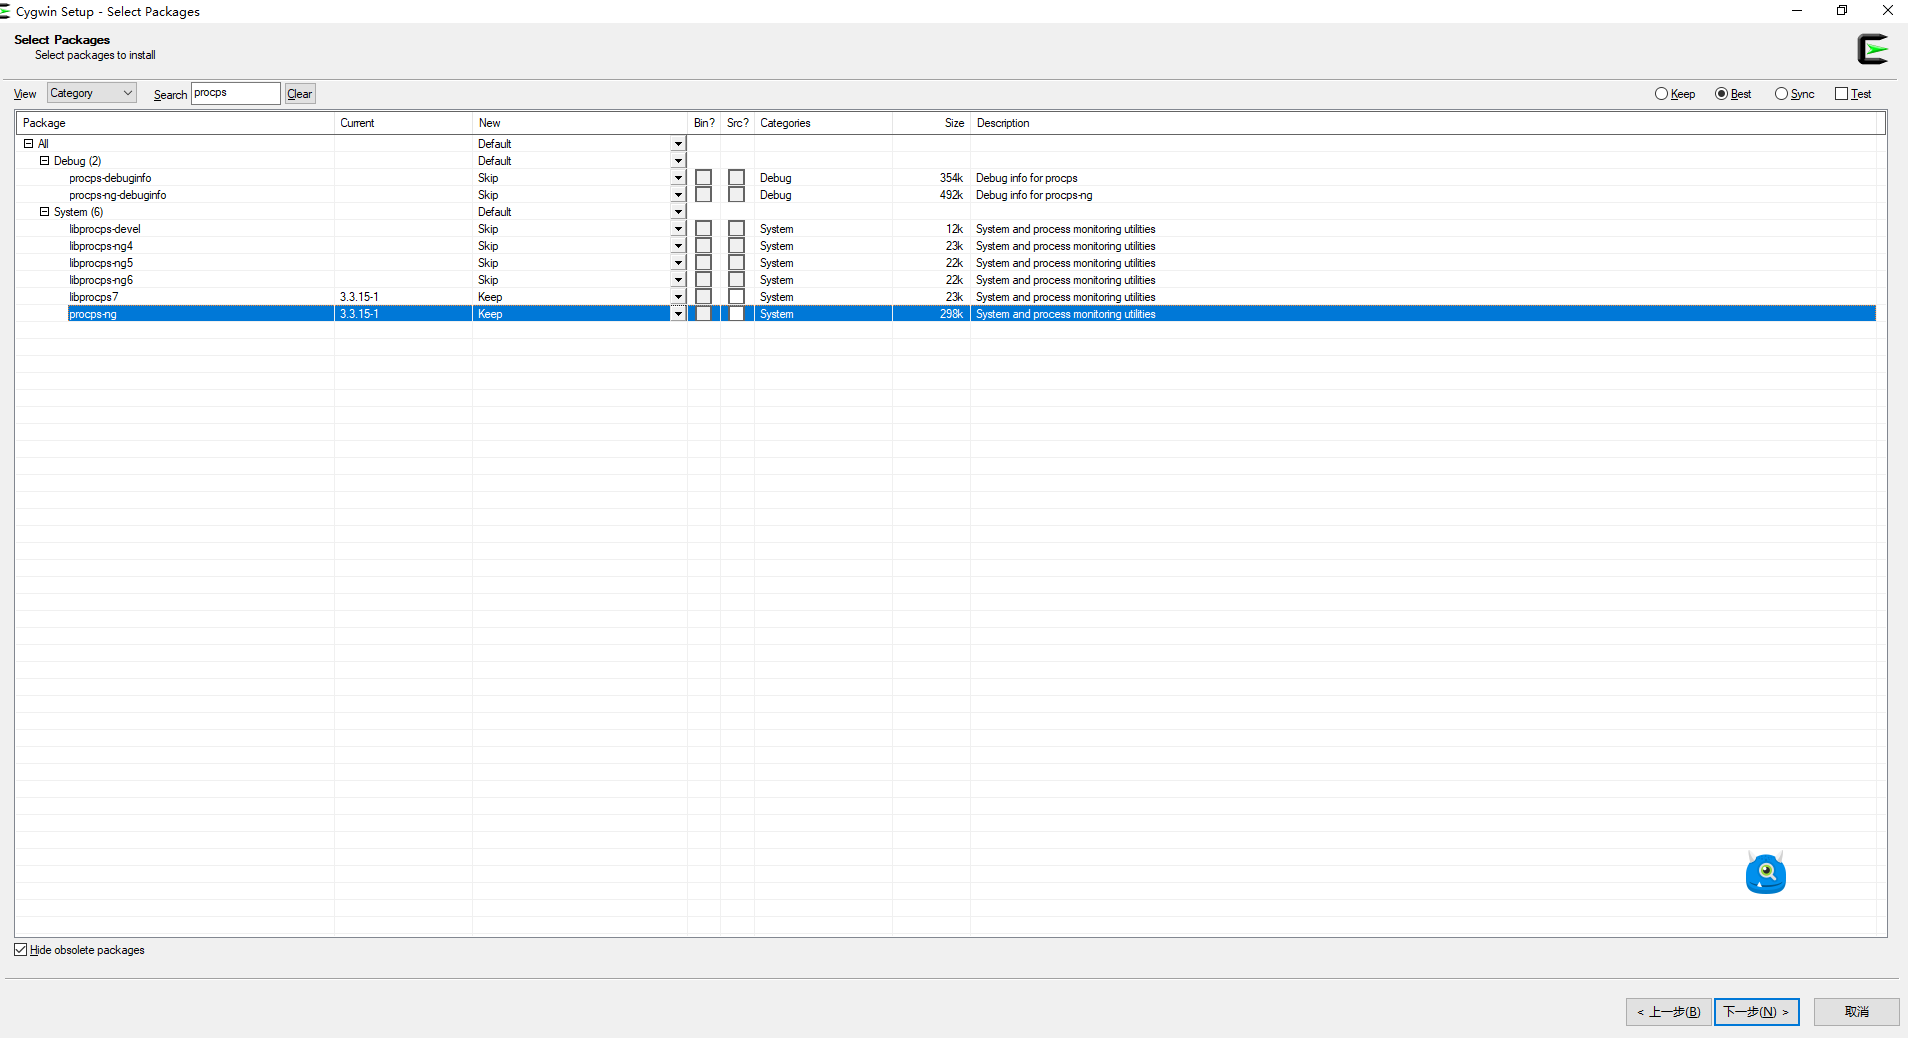 Cygwin Setup - Select Packages
Select Packages
Select packages to install
View Category Search procps Clear Keep Best Sync Test
Package Current New Bin? Src? Categories Size Description
All Default
Debug (2) Default
procps-debuginfo Skip Debug 354k Debug info for procps
procps-ng-debuginfo Skip Debug 492k Debug info for procps-ng
System (6) Default
libprocps-devel Skip System 12k System and process monitoring utilities
libprocps-ng4 Skip System 23k System and process monitoring utilities
libprocps-ng5 Skip System 22k System and process monitoring utilities
libprocps-ng6 Skip System 22k System and process monitoring utilities
libprocps7 3.3.15-1 Keep System 23k System and process monitoring utilities
procps-ng 3.3.15-1 Keep System 298k System and process monitoring utilities
Hide obsolete packages
< 上一步(B) 下一步(N) > 取消